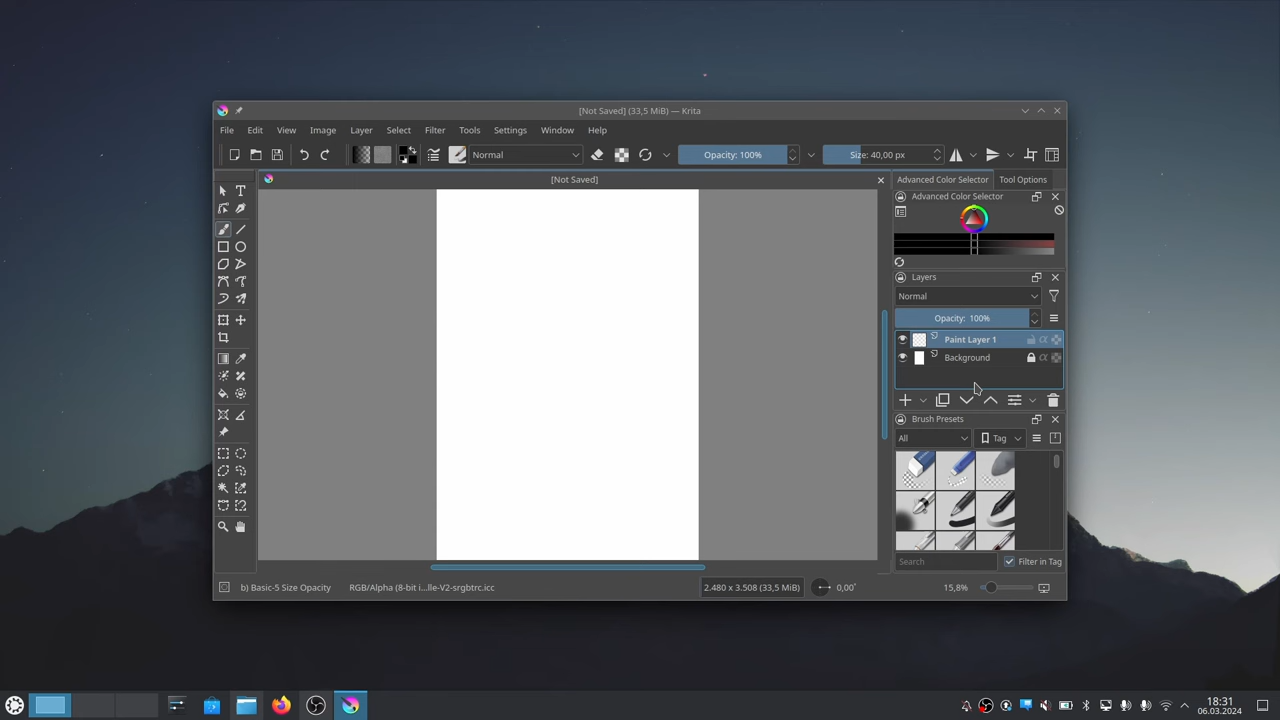 [Not Saved] (33,5 MiB) — Krita
File Edit View Image Layer Select Filter Tools Settings Window Help
Normal Opacity: 100% Size: 40,00 px
[Not Saved] Advanced Color Selector Tool Options
Advanced Color Selector
Layers
Normal
Opacity: 100%
Paint Layer 1
Background
Brush Presets
All Tag
Search Filter in Tag
b) Basic-5 Size Opacity RGB/Alpha (8-bit i...lle-V2-srgbtrc.icc 2.480 x 3.508 (33,5 MiB) 0,00° 15,8%
18:31
06.03.2024